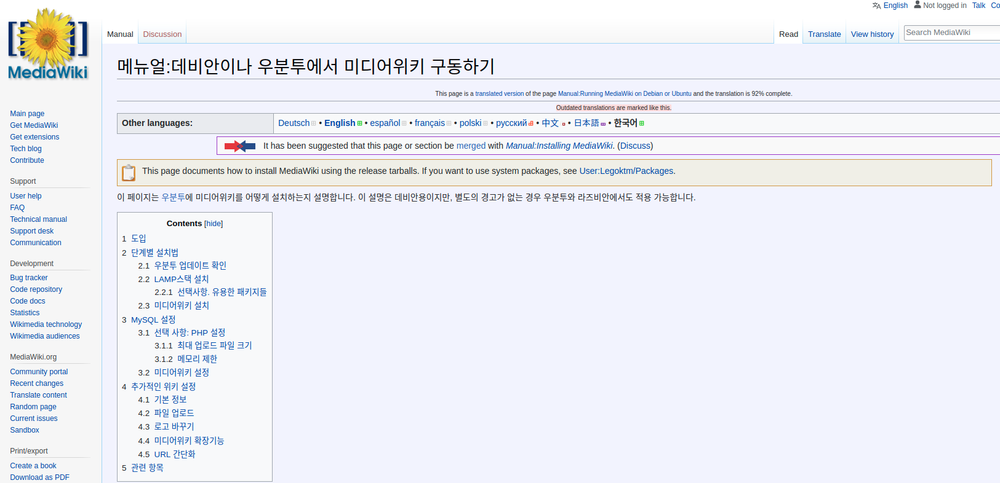 English Not logged in Talk Co
MediaWiki
Manual Discussion Read Translate View history Search MediaWiki
메뉴얼:데비안이나 우분투에서 미디어위키 구동하기
This page is a translated version of the page Manual:Running MediaWiki on Debian or Ubuntu and the translation is 92% complete.
Outdated translations are marked like this.
Other languages: Deutsch • English • español • français • polski • русский • 中文 • 日本語 • 한국어
It has been suggested that this page or section be merged with Manual:Installing MediaWiki. (Discuss)
This page documents how to install MediaWiki using the release tarballs. If you want to use system packages, see User:Legoktm/Packages.
이 페이지는 우분투에 미디어위키를 어떻게 설치하는지 설명합니다. 이 설명은 데비안용이지만, 별도의 경고가 없는 경우 우분투와 라즈비안에서도 적용 가능합니다.
Contents [hide]
1 도입
2 단계별 설치법
2.1 우분투 업데이트 확인
2.2 LAMP스택 설치
2.2.1 선택사항. 유용한 패키지들
2.3 미디어위키 설치
3 MySQL 설정
3.1 선택 사항: PHP 설정
3.1.1 최대 업로드 파일 크기
3.1.2 메모리 제한
3.2 미디어위키 설정
4 추가적인 위키 설정
4.1 기본 정보
4.2 파일 업로드
4.3 로고 바꾸기
4.4 미디어위키 확장기능
4.5 URL 간단화
5 관련 항목
Main page
Get MediaWiki
Get extensions
Tech blog
Contribute
Support
User help
FAQ
Technical manual
Support desk
Communication
Development
Bug tracker
Code repository
Code docs
Statistics
Wikimedia technology
Wikimedia audiences
MediaWiki.org
Community portal
Recent changes
Translate content
Random page
Current issues
Sandbox
Print/export
Create a book
Download as PDF